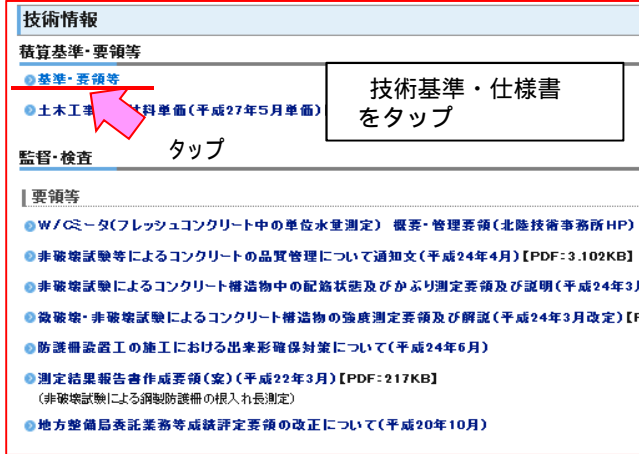 技術情報
積算基準・要領等
基準・要領等
技術基準・仕様書
をタップ
土木工事 材料単価(平成27年5月単価)
タップ
監督・検査
要領等
W/Cミータ(フレッシュコンクリート中の単位水量測定) 概要・管理要領(北陸技術事務所HP)
非破壊試験等によるコンクリートの品質管理について通知文(平成24年4月)【PDF:3.102KB】
非破壊試験によるコンクリート構造物中の配筋状態及びかぶり測定要領及び説明(平成24年3月
微破壊・非破壊試験によるコンクリート構造物の強度測定要領及び解説(平成24年3月改定)【P
防護柵設置工の施工における出来形確保対策について(平成24年6月)
測定結果報告書作成要領(案)(平成22年3月)【PDF:217KB】
(非破壊試験による鋼製防護柵の根入れ長測定)
地方整備局委託業務等成績評定要領の改正について(平成20年10月)